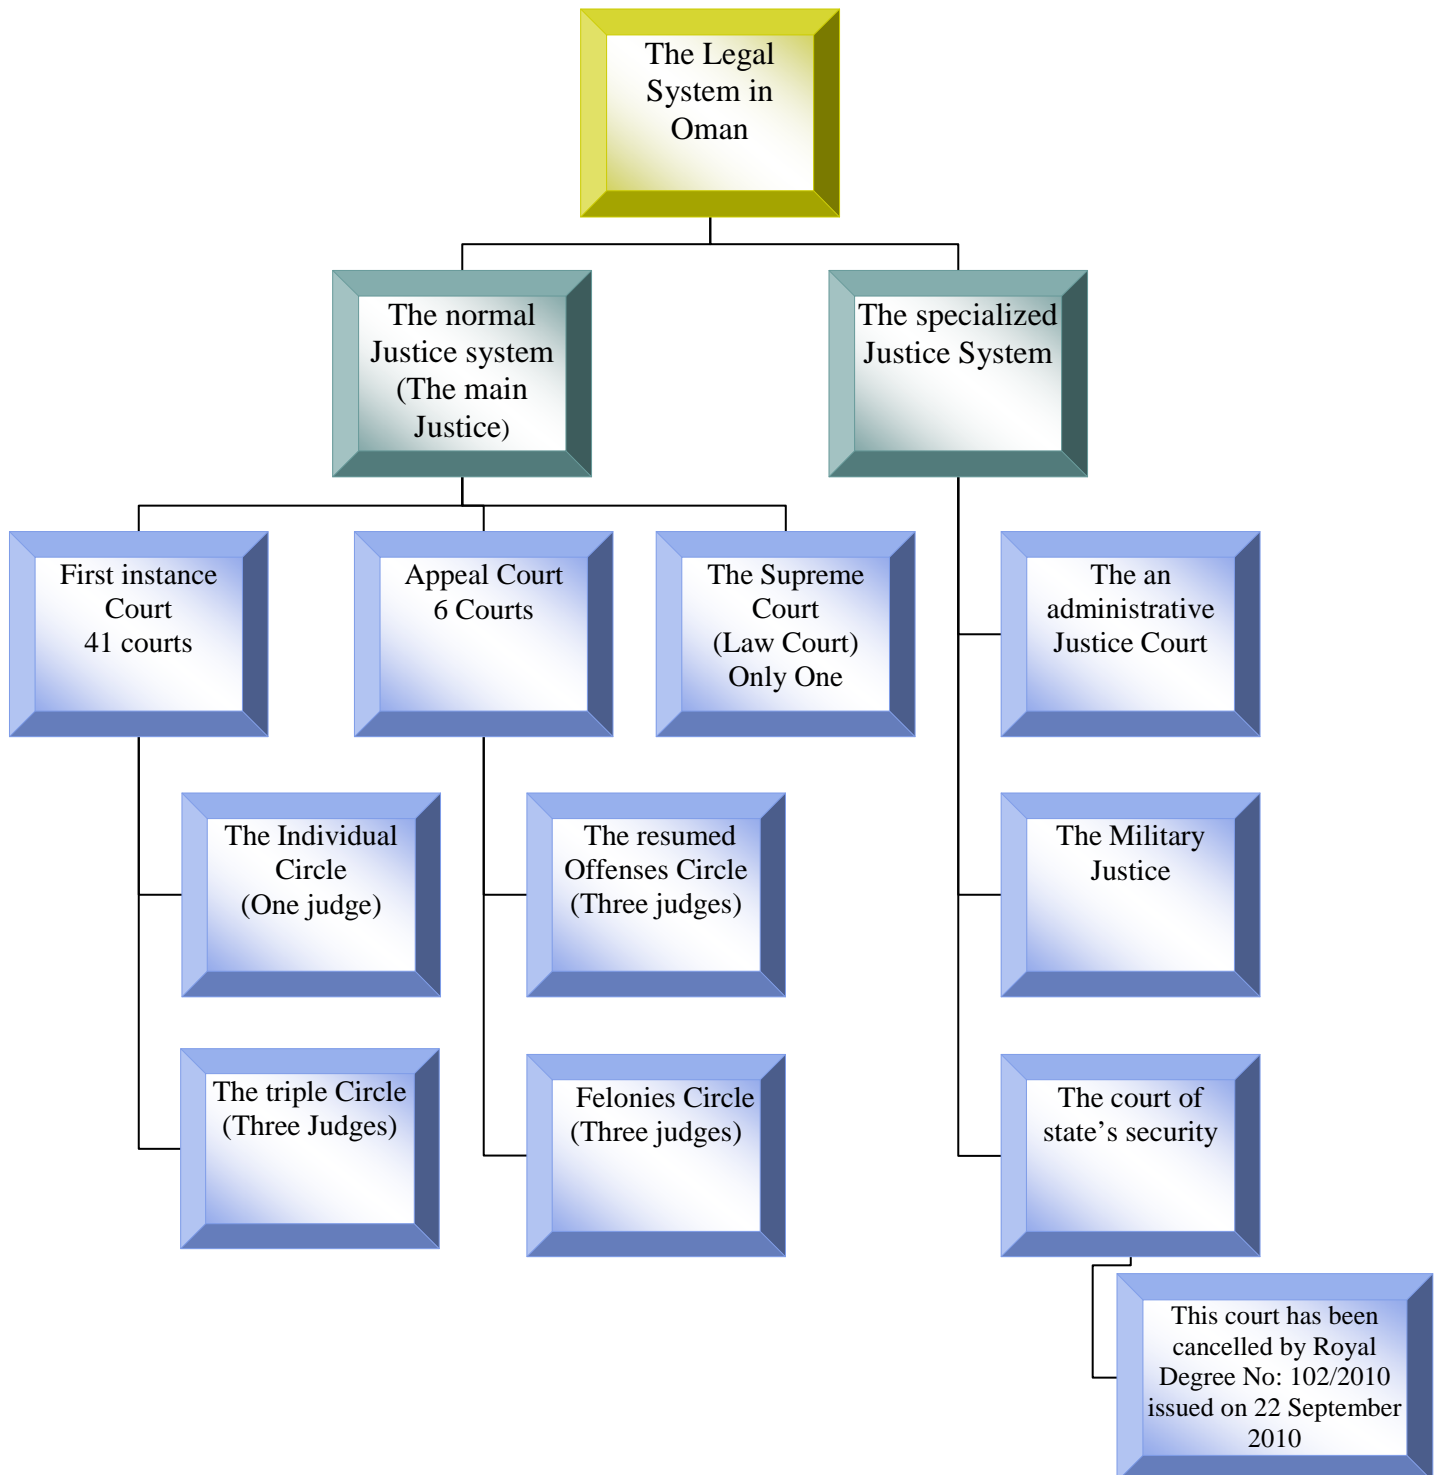 The Legal
System in
Oman
The normal
Justice system
(The main
Justice)
The specialized
Justice System
First instance
Court
41 courts
Appeal Court
6 Courts
The Supreme
Court
(Law Court)
Only One
The an
administrative
Justice Court
The Individual
Circle
(One judge)
The resumed
Offenses Circle
(Three judges)
The Military
Justice
The triple Circle
(Three Judges)
Felonies Circle
(Three judges)
The court of
state’s security
This court has been
cancelled by Royal
Degree No: 102/2010
issued on 22 September
2010